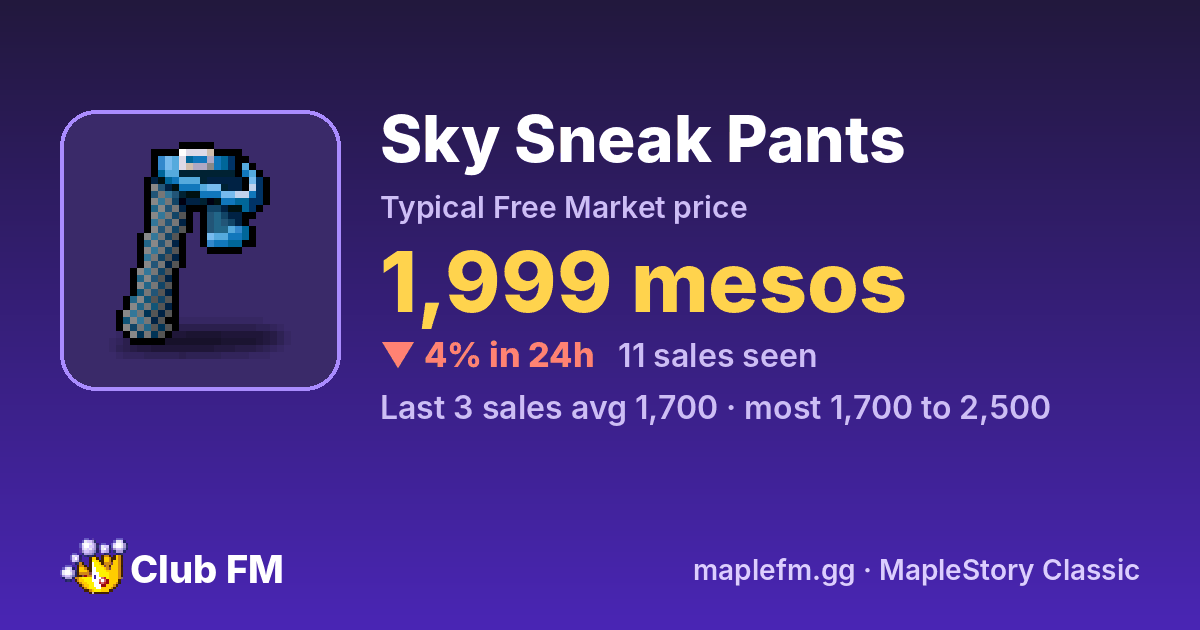 Sky Sneak Pants
Typical Free Market price
1,999 mesos
▼ 4% in 24h 11 sales seen
Last 3 sales avg 1,700 · most 1,700 to 2,500
Club FM
maplefm.gg · MapleStory Classic